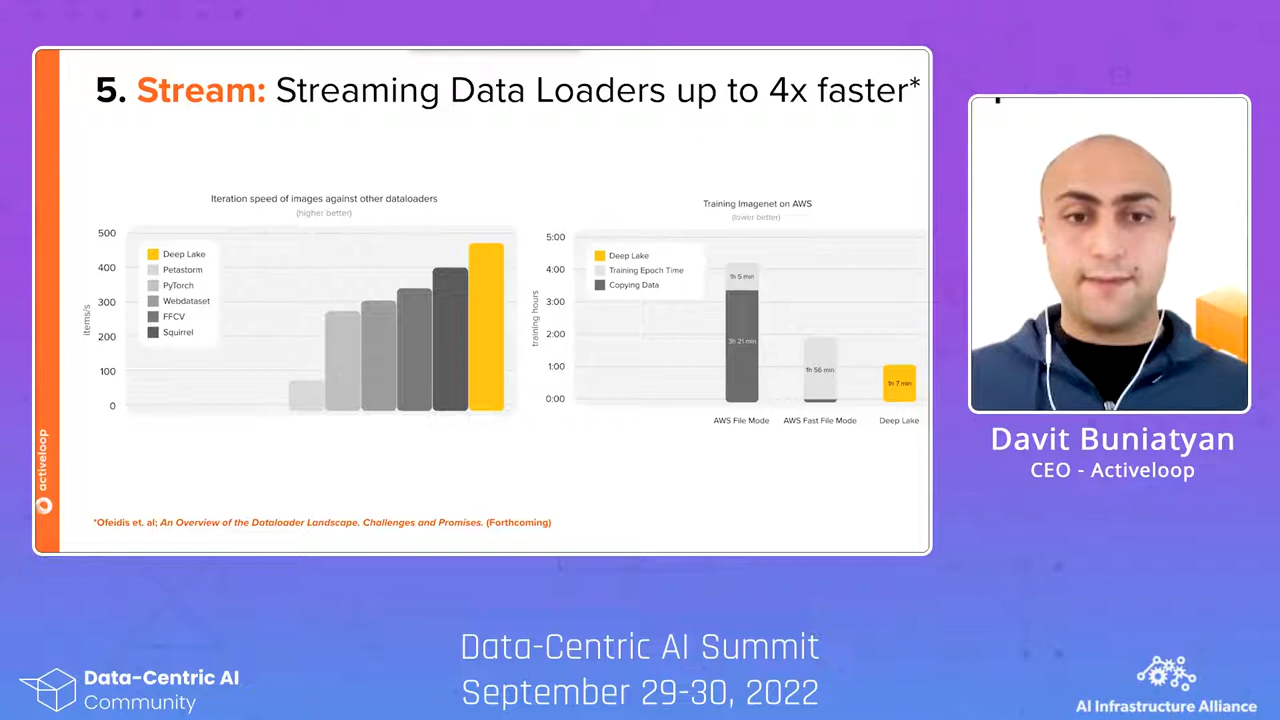 5. Stream: Streaming Data Loaders up to 4x faster*
Iteration speed of images against other dataloaders
(higher better)
500
400
300
200
100
0
items/s
Deep Lake
Petastorm
PyTorch
Webdataset
FFCV
Squirrel
Training Imagenet on AWS
(lower better)
5:00
4:00
3:00
2:00
1:00
0:00
training hours
Deep Lake
Training Epoch Time
Copying Data
1h 5 min
3h 21 min
1h 56 min
1h 7 min
AWS File Mode
AWS Fast File Mode
Deep Lake
activeloop
*Ofeidis et. al; An Overview of the Dataloader Landscape. Challenges and Promises. (Forthcoming)
Davit Buniatyan
CEO - Activeloop
Data-Centric AI Summit
September 29-30, 2022
Data-Centric AI
Community
AI Infrastructure Alliance